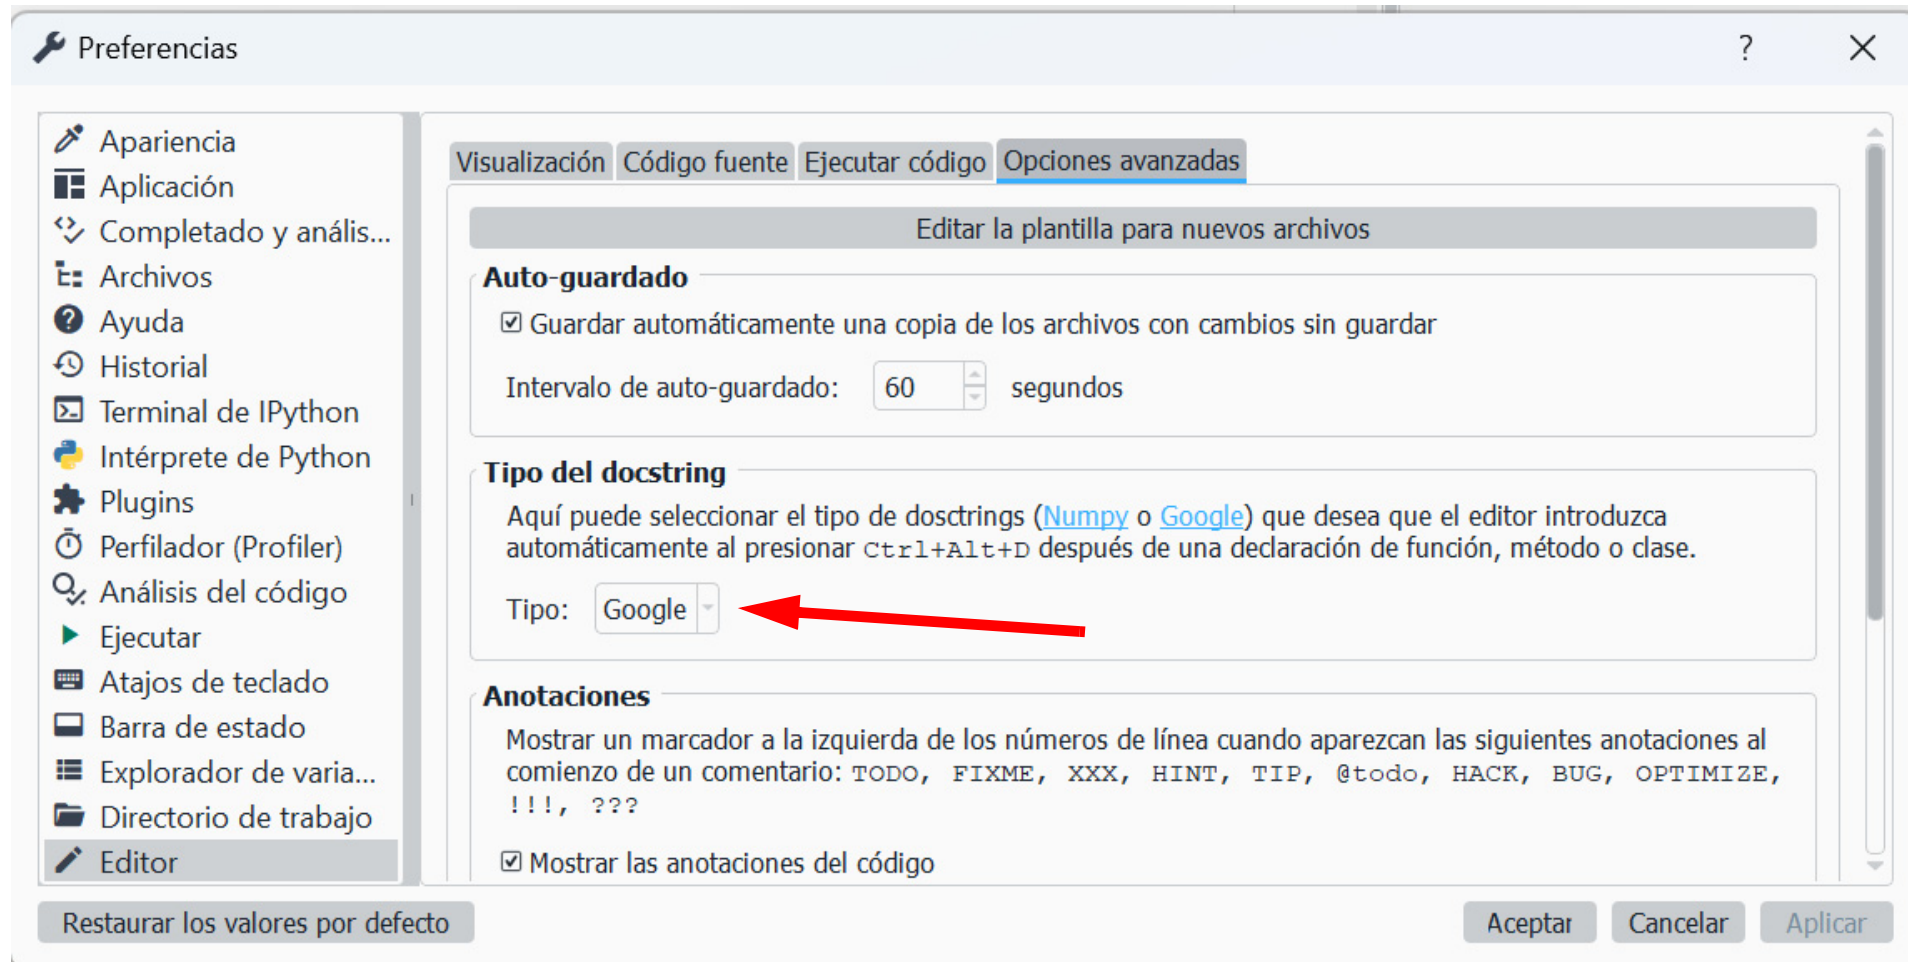 Preferencias
?
Apariencia
Aplicación
Completado y anális...
Archivos
Ayuda
Historial
Terminal de IPython
Intérprete de Python
Plugins
Perfilador (Profiler)
Análisis del código
Ejecutar
Atajos de teclado
Barra de estado
Explorador de varia...
Directorio de trabajo
Editor
Visualización Código fuente Ejecutar código Opciones avanzadas
Editar la plantilla para nuevos archivos
Auto-guardado
Guardar automáticamente una copia de los archivos con cambios sin guardar
Intervalo de auto-guardado: 60 segundos
Tipo del docstring
Aquí puede seleccionar el tipo de dosctrings (Numpy o Google) que desea que el editor introduzca
automáticamente al presionar Ctrl+Alt+D después de una declaración de función, método o clase.
Tipo: Google
Anotaciones
Mostrar un marcador a la izquierda de los números de línea cuando aparezcan las siguientes anotaciones al
comienzo de un comentario: TODO, FIXME, XXX, HINT, TIP, @todo, HACK, BUG, OPTIMIZE,
!!!, ???
Mostrar las anotaciones del código
Restaurar los valores por defecto
Aceptar Cancelar Aplicar